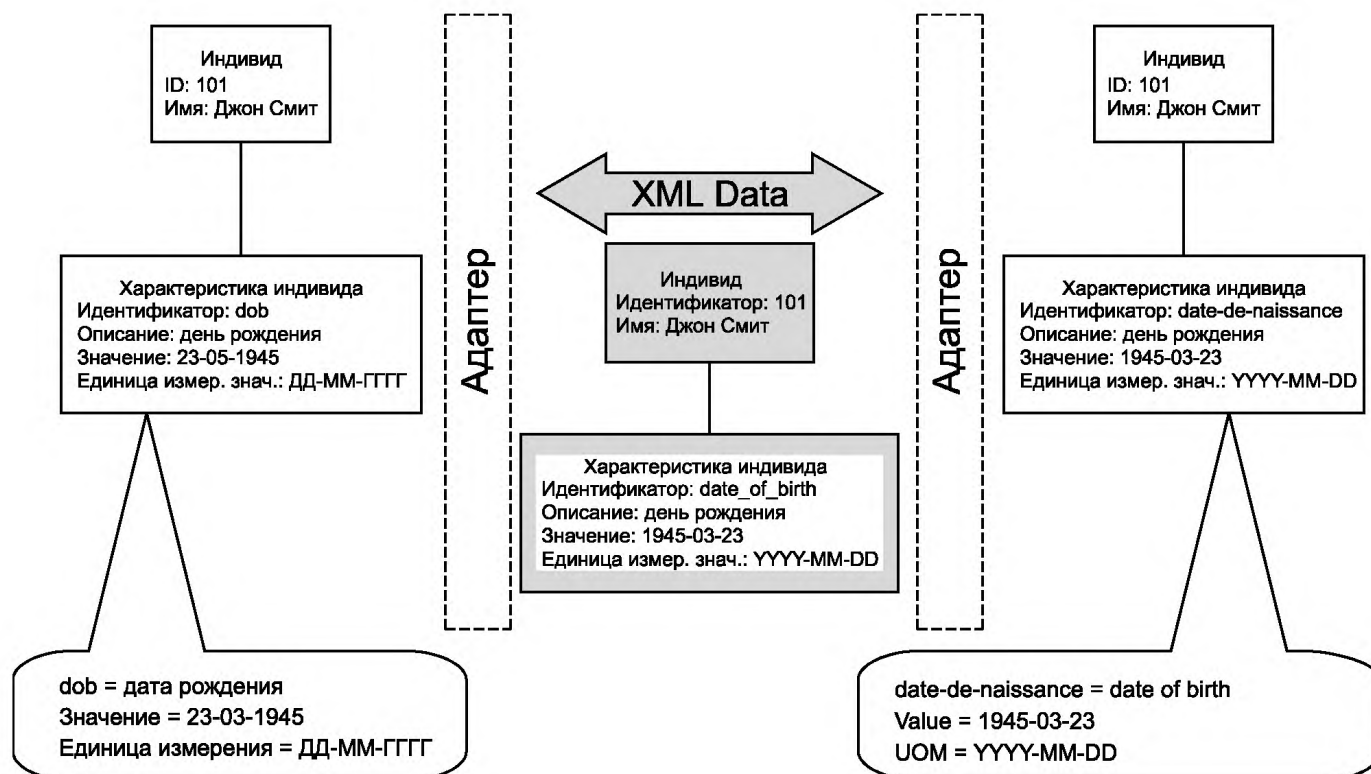 Индивид
ID: 101
Имя: Джон Смит
Характеристика индивида
Идентификатор: dob
Описание: день рождения
Значение: 23-05-1945
Единица измер. знач.: ДД-ММ-ГГГГ
dob = дата рождения
Значение = 23-03-1945
Единица измерения = ДД-ММ-ГГГГ
Адаптер
XML Data
Индивид
Идентификатор: 101
Имя: Джон Смит
Характеристика индивида
Идентификатор: date_of_birth
Описание: день рождения
Значение: 1945-03-23
Единица измер. знач.: YYYY-MM-DD
Адаптер
Индивид
ID: 101
Имя: Джон Смит
Характеристика индивида
Идентификатор: date-de-naissance
Описание: день рождения
Значение: 1945-03-23
Единица измер. знач.: YYYY-MM-DD
date-de-naissance = date of birth
Value = 1945-03-23
UOM = YYYY-MM-DD